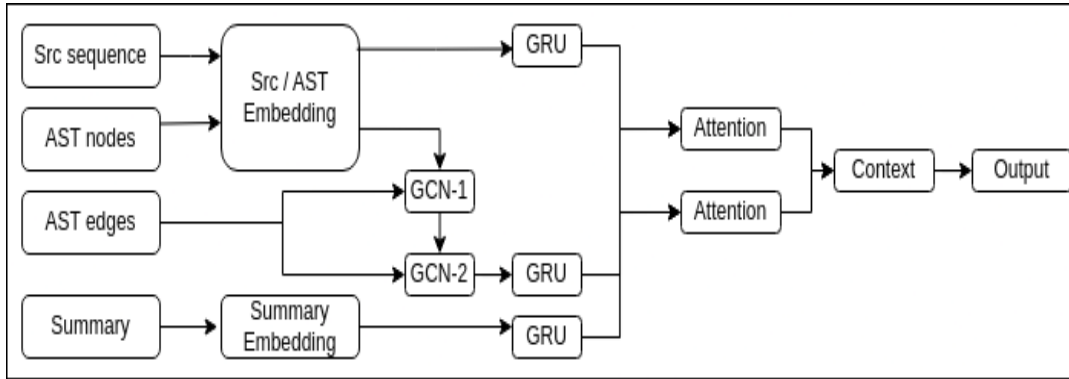 Src sequence
AST nodes
AST edges
Summary
Src / AST
Embedding
Summary
Embedding
GCN-1
GCN-2
GRU
GRU
GRU
Attention
Attention
Context
Output